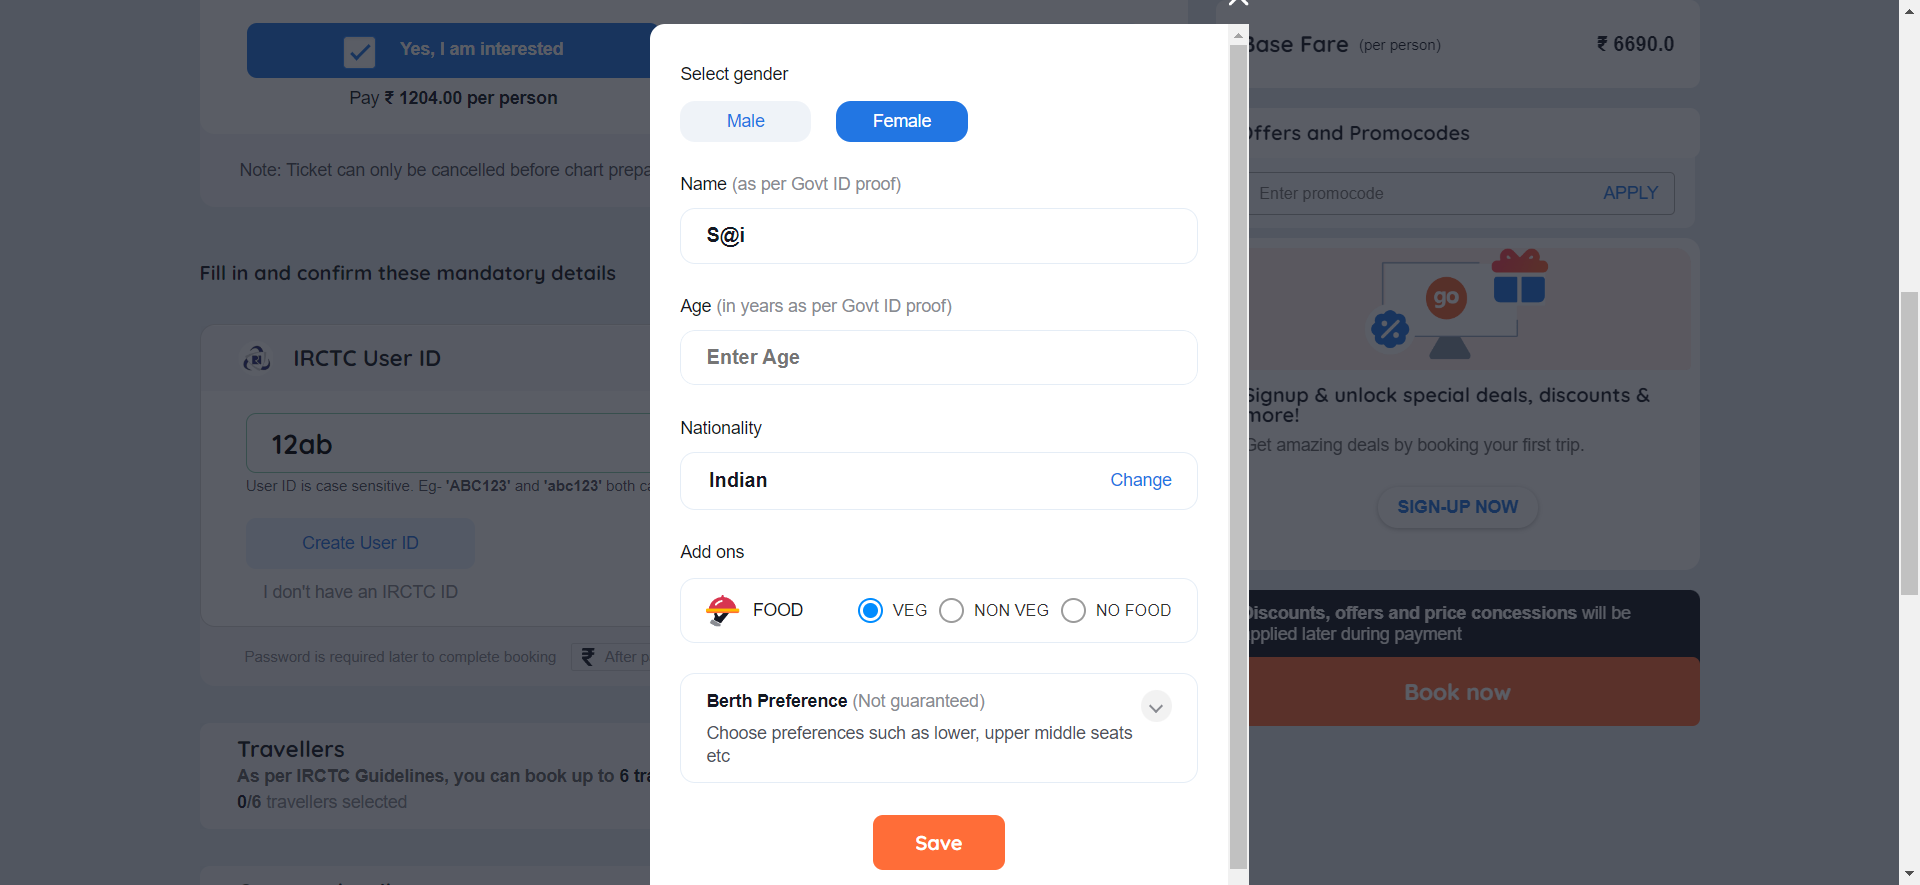 Yes, I am interested
Pay ₹ 1204.00 per person
Note: Ticket can only be cancelled before chart prepa
Fill in and confirm these mandatory details
IRCTC User ID
12ab
User ID is case sensitive. Eg- 'ABC123' and 'abc123' both ca
Create User ID
I don't have an IRCTC ID
Password is required later to complete booking
₹ After p
Travellers
As per IRCTC Guidelines, you can book up to 6 tra
0/6 travellers selected
Select gender
Male
Female
Name (as per Govt ID proof)
S@i
Age (in years as per Govt ID proof)
Enter Age
Nationality
Indian
Change
Add ons
FOOD
VEG
NON VEG
NO FOOD
Berth Preference (Not guaranteed)
Choose preferences such as lower, upper middle seats
etc
Save
Base Fare (per person)
₹ 6690.0
Offers and Promocodes
Enter promocode
APPLY
go
Signup & unlock special deals, discounts &
more!
Get amazing deals by booking your first trip.
SIGN-UP NOW
Discounts, offers and price concessions will be
applied later during payment
Book now